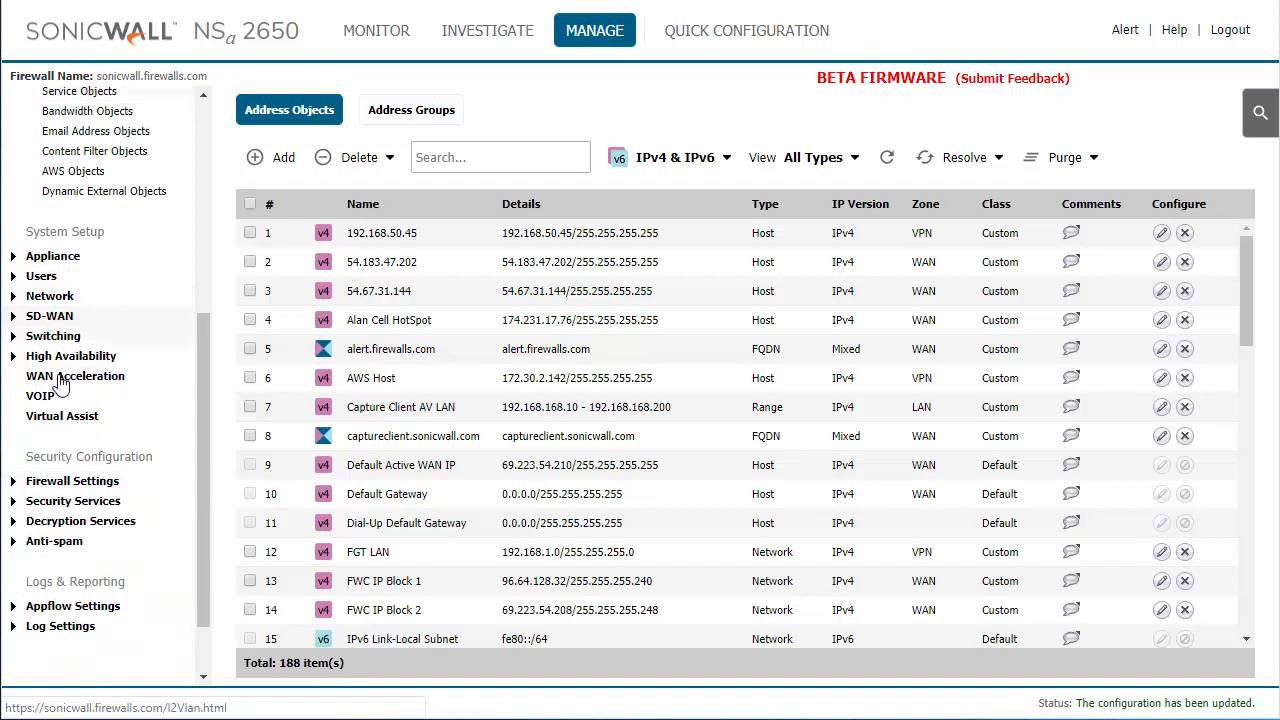 SONICWALL™ NSa 2650
MONITOR INVESTIGATE MANAGE QUICK CONFIGURATION
Alert | Help | Logout
Firewall Name: sonicwall.firewalls.com
BETA FIRMWARE (Submit Feedback)
Service Objects
Bandwidth Objects
Email Address Objects
Content Filter Objects
AWS Objects
Dynamic External Objects
System Setup
Appliance
Users
Network
SD-WAN
Switching
High Availability
WAN Acceleration
VOIP
Virtual Assist
Security Configuration
Firewall Settings
Security Services
Decryption Services
Anti-spam
Logs & Reporting
Appflow Settings
Log Settings
Address Objects Address Groups
Add Delete Search... v6 IPv4 & IPv6 View All Types Resolve Purge
# Name Details Type IP Version Zone Class Comments Configure
1 v4 192.168.50.45 192.168.50.45/255.255.255.255 Host IPv4 VPN Custom
2 v4 54.183.47.202 54.183.47.202/255.255.255.255 Host IPv4 WAN Custom
3 v4 54.67.31.144 54.67.31.144/255.255.255.255 Host IPv4 WAN Custom
4 v4 Alan Cell HotSpot 174.231.17.76/255.255.255.255 Host IPv4 WAN Custom
5 alert.firewalls.com alert.firewalls.com FQDN Mixed WAN Custom
6 v4 AWS Host 172.30.2.142/255.255.255.255 Host IPv4 WAN Custom
7 v4 Capture Client AV LAN 192.168.168.10 - 192.168.168.200 Range IPv4 LAN Custom
8 captureclient.sonicwall.com captureclient.sonicwall.com FQDN Mixed WAN Custom
9 v4 Default Active WAN IP 69.223.54.210/255.255.255.255 Host IPv4 WAN Default
10 v4 Default Gateway 0.0.0.0/255.255.255.255 Host IPv4 WAN Default
11 v4 Dial-Up Default Gateway 0.0.0.0/255.255.255.255 Host IPv4 Default
12 v4 FGT LAN 192.168.1.0/255.255.255.0 Network IPv4 VPN Custom
13 v4 FWC IP Block 1 96.64.128.32/255.255.255.240 Network IPv4 WAN Custom
14 v4 FWC IP Block 2 69.223.54.208/255.255.255.248 Network IPv4 WAN Custom
15 v6 IPv6 Link-Local Subnet fe80::/64 Network IPv6 Default
Total: 188 item(s)
https://sonicwall.firewalls.com/l2Vlan.html
Status: The configuration has been updated.